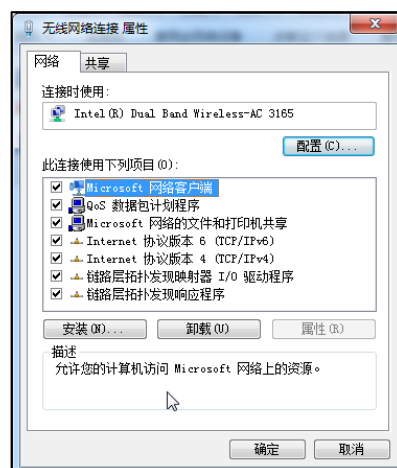 无线网络连接 属性
网络
共享
连接时使用:
Intel(R) Dual Band Wireless-AC 3165
配置(C)...
此连接使用下列项目(O):
Microsoft 网络客户端
QoS 数据包计划程序
Microsoft 网络的文件和打印机共享
Internet 协议版本 6 (TCP/IPv6)
Internet 协议版本 4 (TCP/IPv4)
链路层拓扑发现映射器 I/O 驱动程序
链路层拓扑发现响应程序
安装(N)...
卸载(U)
属性(R)
描述
允许您的计算机访问 Microsoft 网络上的资源。
确定
取消